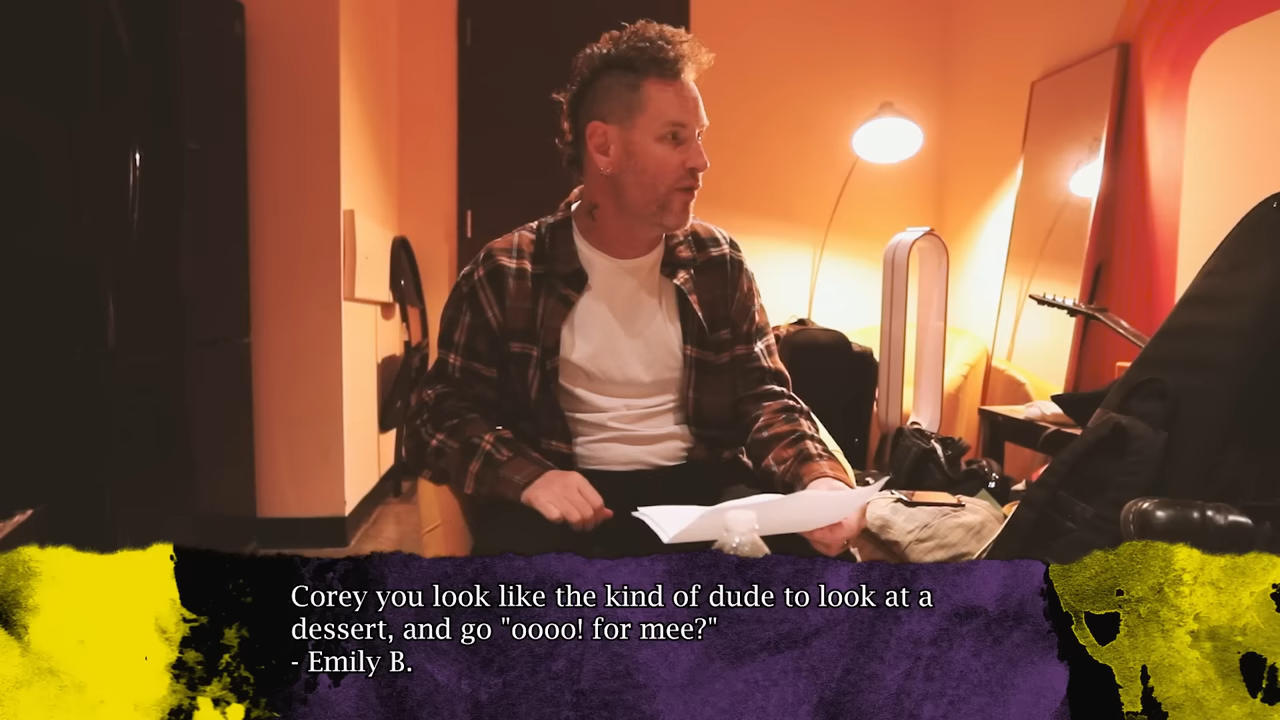 Corey you look like the kind of dude to look at a
dessert, and go "oooo! for mee?"
- Emily B.